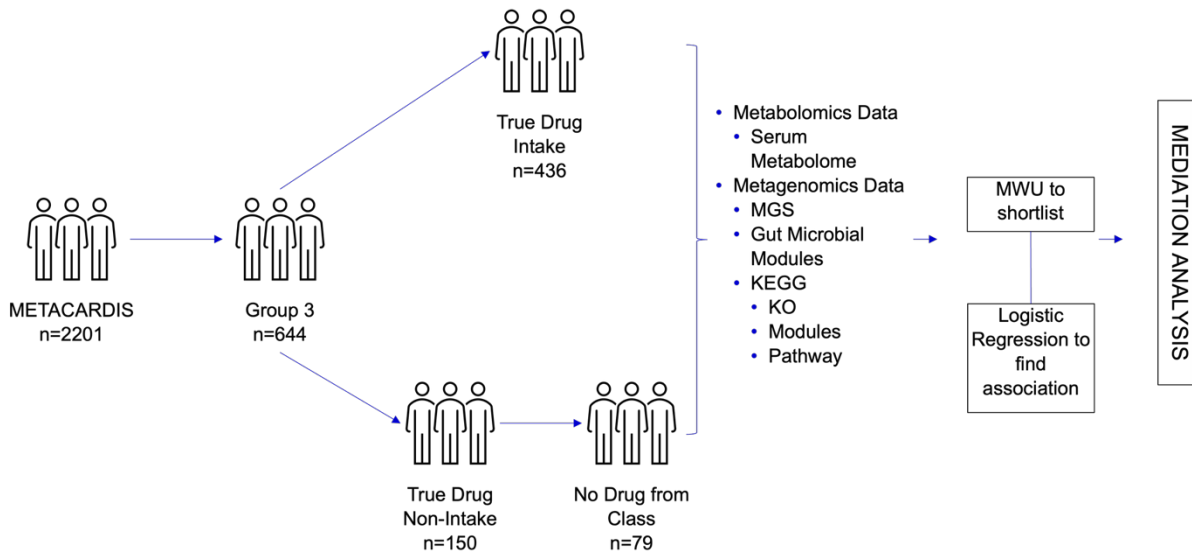 METACARDIS
n=2201
Group 3
n=644
True Drug
Intake
n=436
True Drug
Non-Intake
n=150
No Drug from
Class
n=79
• Metabolomics Data
• Serum
Metabolome
• Metagenomics Data
• MGS
• Gut Microbial
Modules
• KEGG
• KO
• Modules
• Pathway
MWU to
shortlist
Logistic
Regression to
find
association
MEDIATION ANALYSIS